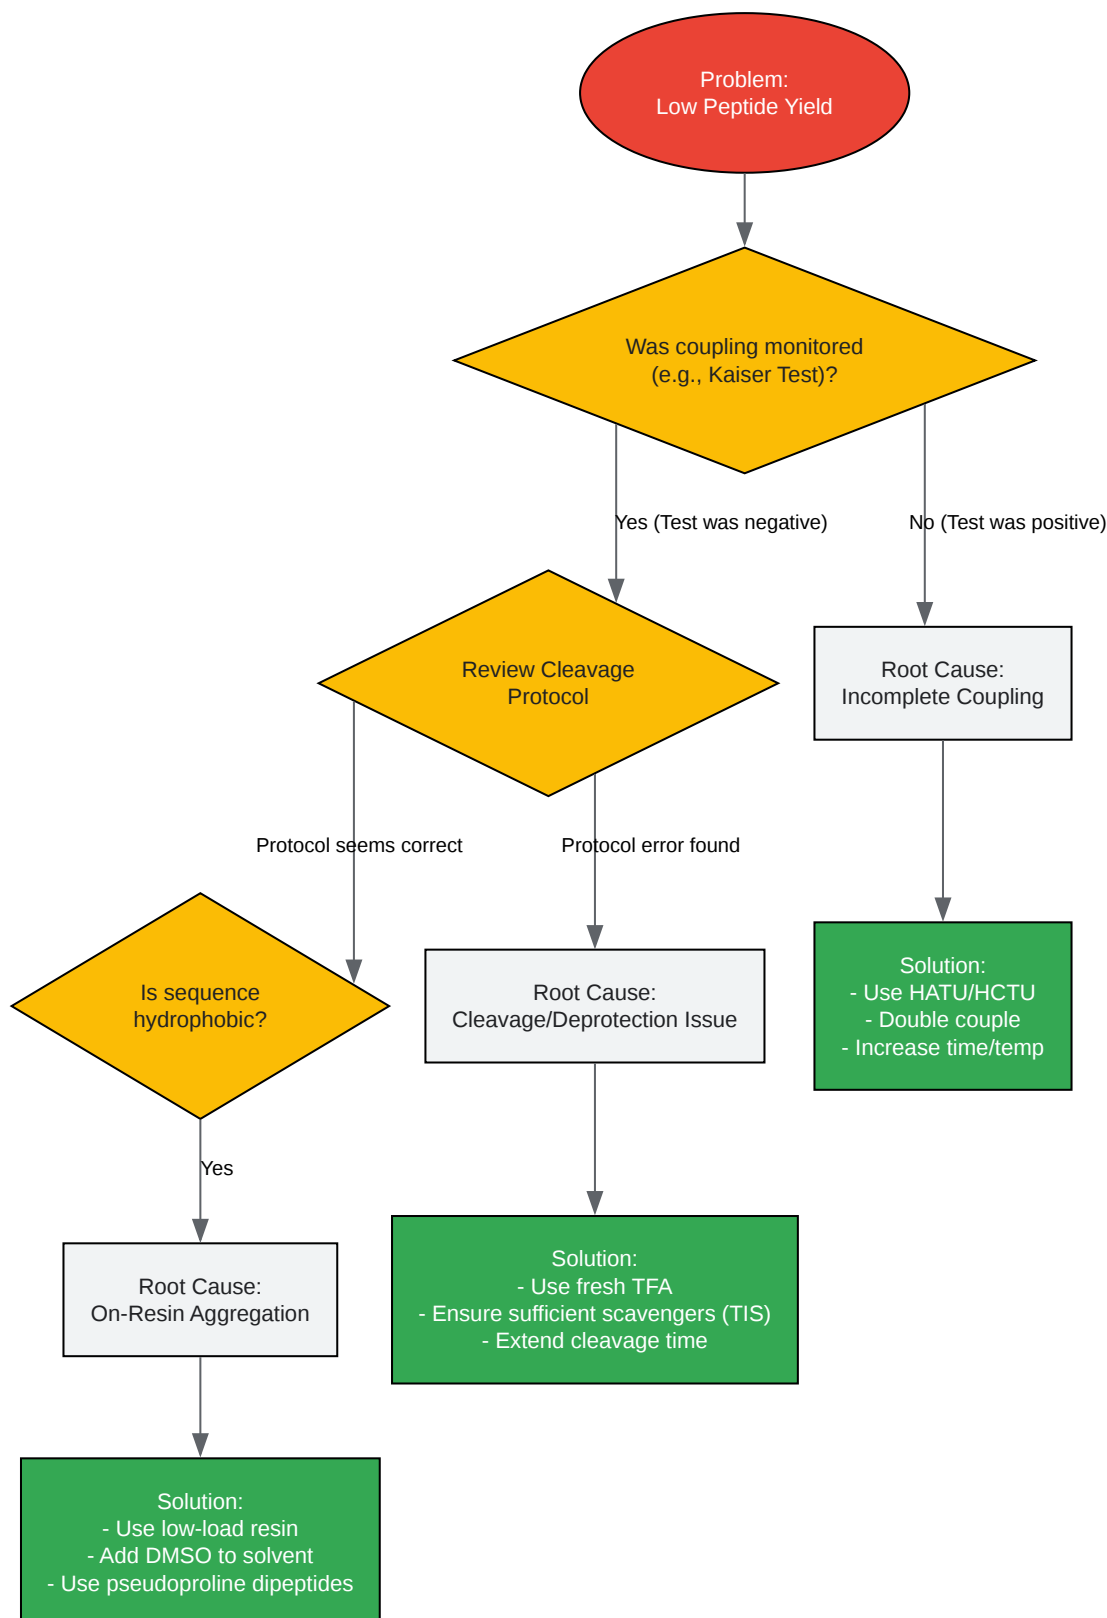 Problem:
Low Peptide Yield
Was coupling monitored
(e.g., Kaiser Test)?
Yes (Test was negative)
No (Test was positive)
Review Cleavage
Protocol
Root Cause:
Incomplete Coupling
Protocol seems correct
Protocol error found
Is sequence
hydrophobic?
Root Cause:
Cleavage/Deprotection Issue
Solution:
- Use HATU/HCTU
- Double couple
- Increase time/temp
Yes
Root Cause:
On-Resin Aggregation
Solution:
- Use fresh TFA
- Ensure sufficient scavengers (TIS)
- Extend cleavage time
Solution:
- Use low-load resin
- Add DMSO to solvent
- Use pseudoproline dipeptides